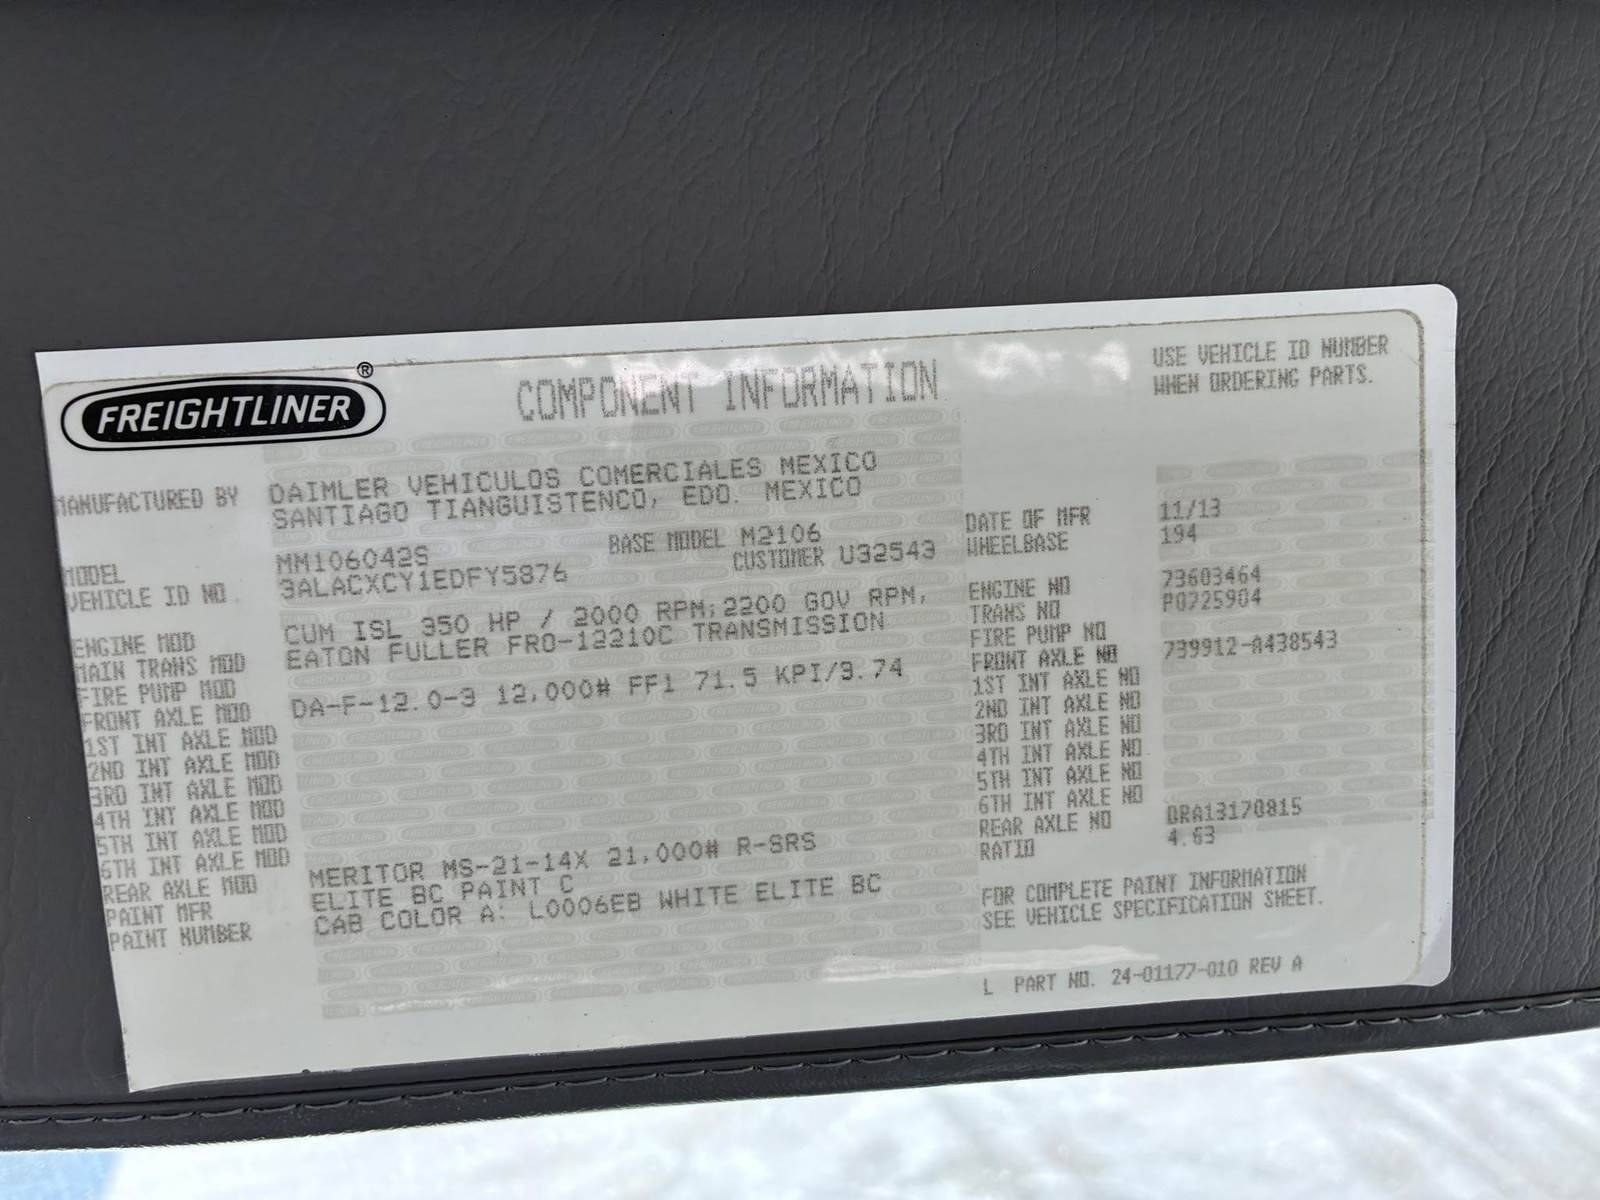 FREIGHTLINER ®
COMPONENT INFORMATION
USE VEHICLE ID NUMBER
WHEN ORDERING PARTS.
MANUFACTURED BY DAIMLER VEHICULOS COMERCIALES MEXICO
SANTIAGO TIANGUISTENCO, EDO. MEXICO
MODEL MM106042S BASE MODEL M2106
VEHICLE ID NO 3ALACXCY1EDFY5876 CUSTOMER U32543
ENGINE MOD CUM ISL 350 HP / 2000 RPM; 2200 GOV RPM,
MAIN TRANS MOD EATON FULLER FRO-12210C TRANSMISSION
FIRE PUMP MOD
FRONT AXLE MOD DA-F-12.0-3 12,000# FF1 71.5 KPI/3.74
1ST INT AXLE MOD
2ND INT AXLE MOD
3RD INT AXLE MOD
4TH INT AXLE MOD
5TH INT AXLE MOD
6TH INT AXLE MOD
REAR AXLE MOD MERITOR MS-21-14X 21,000# R-SRS
PAINT MFR ELITE BC PAINT C
PAINT NUMBER CAB COLOR A: L0006EB WHITE ELITE BC
DATE OF MFR 11/13
WHEELBASE 194
ENGINE NO 73603464
TRANS NO P0725904
FIRE PUMP NO
FRONT AXLE NO 739912-A438543
1ST INT AXLE NO
2ND INT AXLE NO
3RD INT AXLE NO
4TH INT AXLE NO
5TH INT AXLE NO
6TH INT AXLE NO
REAR AXLE NO DRA13170815
RATIO 4.63
FOR COMPLETE PAINT INFORMATION
SEE VEHICLE SPECIFICATION SHEET.
L PART NO. 24-01177-010 REV A